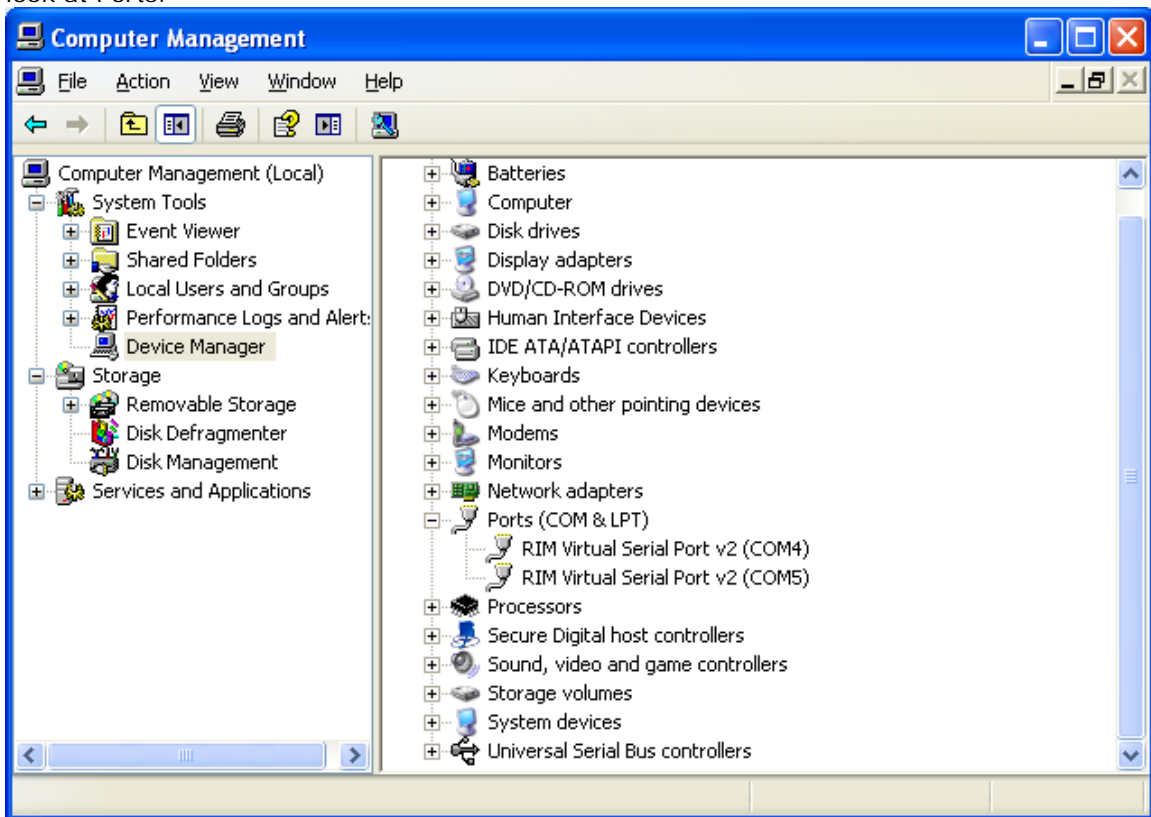 Computer Management
File Action View Window Help
Computer Management (Local)
System Tools
Event Viewer
Shared Folders
Local Users and Groups
Performance Logs and Alert
Device Manager
Storage
Removable Storage
Disk Defragmenter
Disk Management
Services and Applications
Batteries
Computer
Disk drives
Display adapters
DVD/CD-ROM drives
Human Interface Devices
IDE ATA/ATAPI controllers
Keyboards
Mice and other pointing devices
Modems
Monitors
Network adapters
Ports (COM & LPT)
RIM Virtual Serial Port v2 (COM4)
RIM Virtual Serial Port v2 (COM5)
Processors
Secure Digital host controllers
Sound, video and game controllers
Storage volumes
System devices
Universal Serial Bus controllers